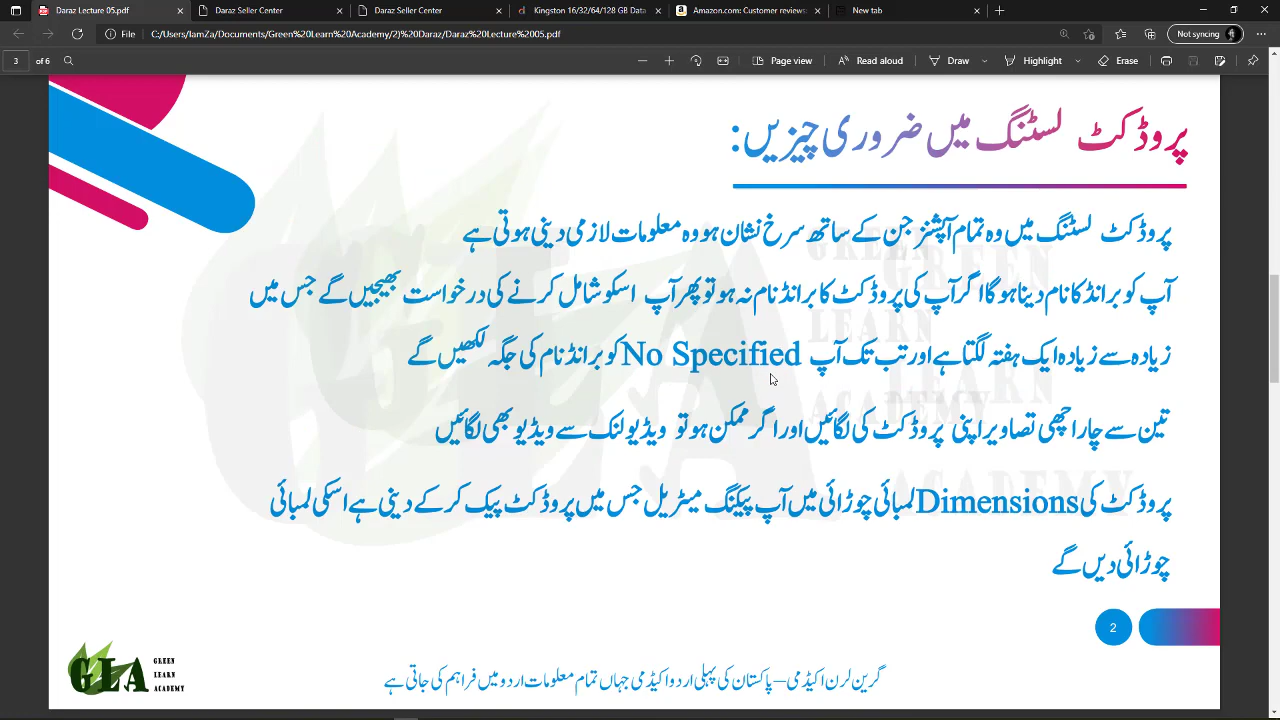 Daraz Lecture 05.pdf
Daraz Seller Center
Daraz Seller Center
Kingston 16/32/64/128 GB Data
Amazon.com: Customer reviews
New tab
File
C:/Users/IamZa/Documents/Green%20Learn%20Academy/2)%20Daraz/Daraz%20Lecture%2005.pdf
Not syncing
3 of 6
Page view
Read aloud
Draw
Highlight
Erase
پروڈکٹ لسٹنگ میں ضروری چیزیں:
پروڈکٹ لسٹنگ میں وہ تمام آپشنز جن کے ساتھ سرخ نشان ہو وہ معلومات لازمی دینی ہوتی ہے
آپ کو برانڈ کا نام دینا ہو گا اگر آپ کی پروڈکٹ کا برانڈ نام نہ ہو تو پھر آپ اسکو شامل کرنے کی درخواست بھیجیں گے جس میں
زیادہ سے زیادہ ایک ہفتہ لگتا ہے اور تب تک آپ No Specified کو برانڈ نام کی جگہ لکھیں گے
تین سے چار اچھی تصاویر اپنی پروڈکٹ کی لگائیں اور اگر ممکن ہو تو ویڈیو لنک سے ویڈیو بھی لگائیں
پروڈکٹ کی Dimensions لمبائی چوڑائی میں آپ پیکنگ میٹریل جس میں پروڈکٹ پیک کر کے دینی ہے اسکی لمبائی
چوڑائی دیں گے
2
GLA
GREEN
LEARN
ACADEMY
گرین لرن اکیڈمی – پاکستان کی پہلی اردو اکیڈمی جہاں تمام معلومات اردو میں فراہم کی جاتی ہے